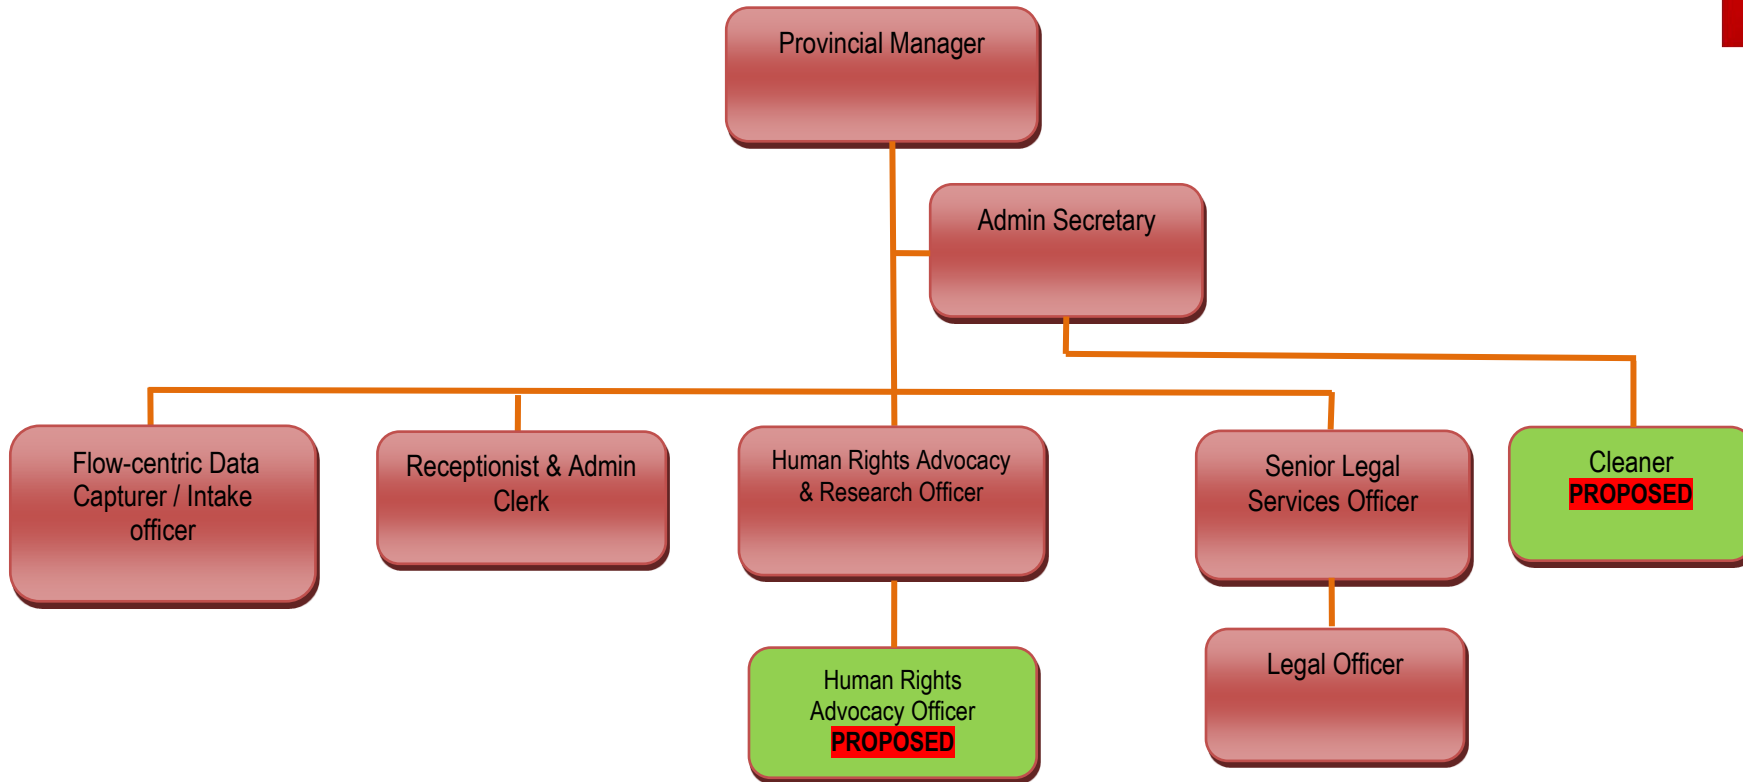 Provincial Manager
Admin Secretary
Flow-centric Data
Capturer / Intake
officer
Receptionist & Admin
Clerk
Human Rights Advocacy
& Research Officer
Senior Legal
Services Officer
Cleaner
PROPOSED
Human Rights
Advocacy Officer
PROPOSED
Legal Officer